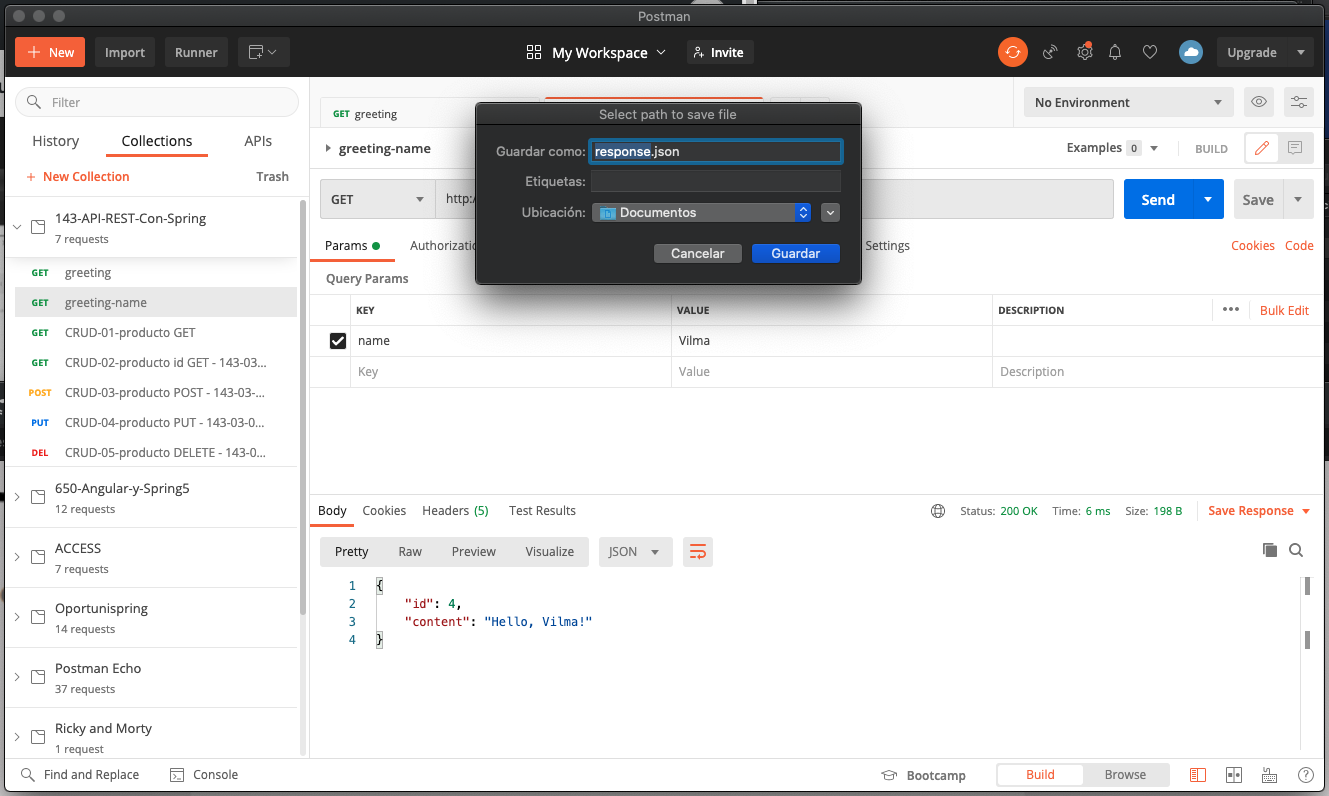 Postman
New
Import
Runner
My Workspace
Invite
Upgrade
Filter
History
Collections
APIs
New Collection
Trash
143-API-REST-Con-Spring
7 requests
GET greeting
GET greeting-name
GET CRUD-01-producto GET
GET CRUD-02-producto id GET - 143-03...
POST CRUD-03-producto POST - 143-03-...
PUT CRUD-04-producto PUT - 143-03-0...
DEL CRUD-05-producto DELETE - 143-0...
650-Angular-y-Spring5
12 requests
ACCESS
7 requests
Oportunispring
14 requests
Postman Echo
37 requests
Ricky and Morty
1 request
GET greeting
No Environment
Select path to save file
Guardar como: response.json
Etiquetas:
Ubicación: Documentos
Cancelar
Guardar
greeting-name
Examples 0
BUILD
GET
http:/
Send
Save
Params
Authorizatio
Settings
Cookies
Code
Query Params
KEY
VALUE
DESCRIPTION
Bulk Edit
name
Vilma
Key
Value
Description
Body
Cookies
Headers (5)
Test Results
Status: 200 OK
Time: 6 ms
Size: 198 B
Save Response
Pretty
Raw
Preview
Visualize
JSON
1 {
2 "id": 4,
3 "content": "Hello, Vilma!"
4 }
Find and Replace
Console
Bootcamp
Build
Browse